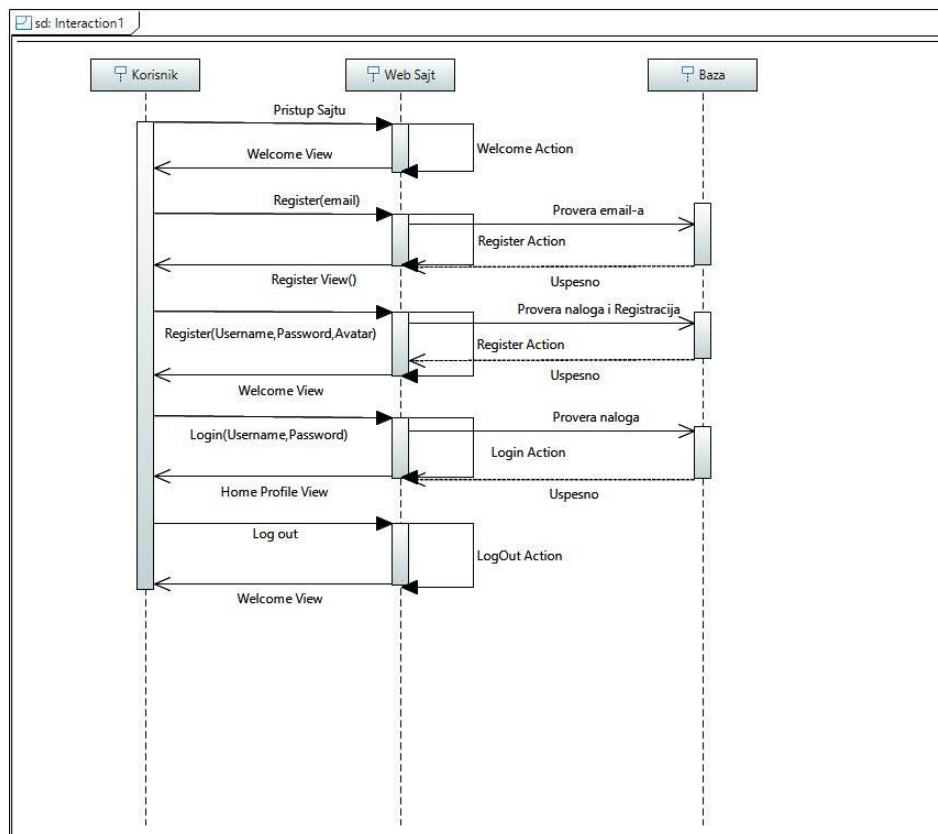 sd: Interaction1
Korisnik
Web Sajt
Baza
Pristup Sajtu
Welcome Action
Welcome View
Register(email)
Provera email-a
Register Action
Register View()
Uspesno
Provera naloga i Registracija
Register(Username,Password,Avatar)
Register Action
Uspesno
Welcome View
Provera naloga
Login(Username,Password)
Login Action
Home Profile View
Uspesno
Log out
LogOut Action
Welcome View